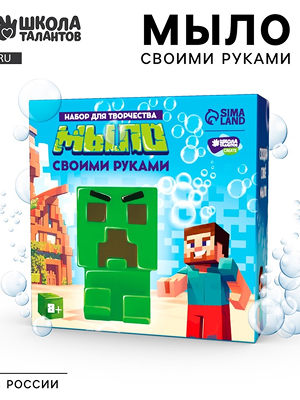 ШКОЛА
ТАЛАНТОВ
RU
МЫЛО
СВОИМИ РУКАМИ
НАБОР ДЛЯ ТВОРЧЕСТВА
SIMA
LAND
МЫЛО
СВОИМИ РУКАМИ
ШКОЛА
ТАЛАНТОВ
8+
РОССИИ